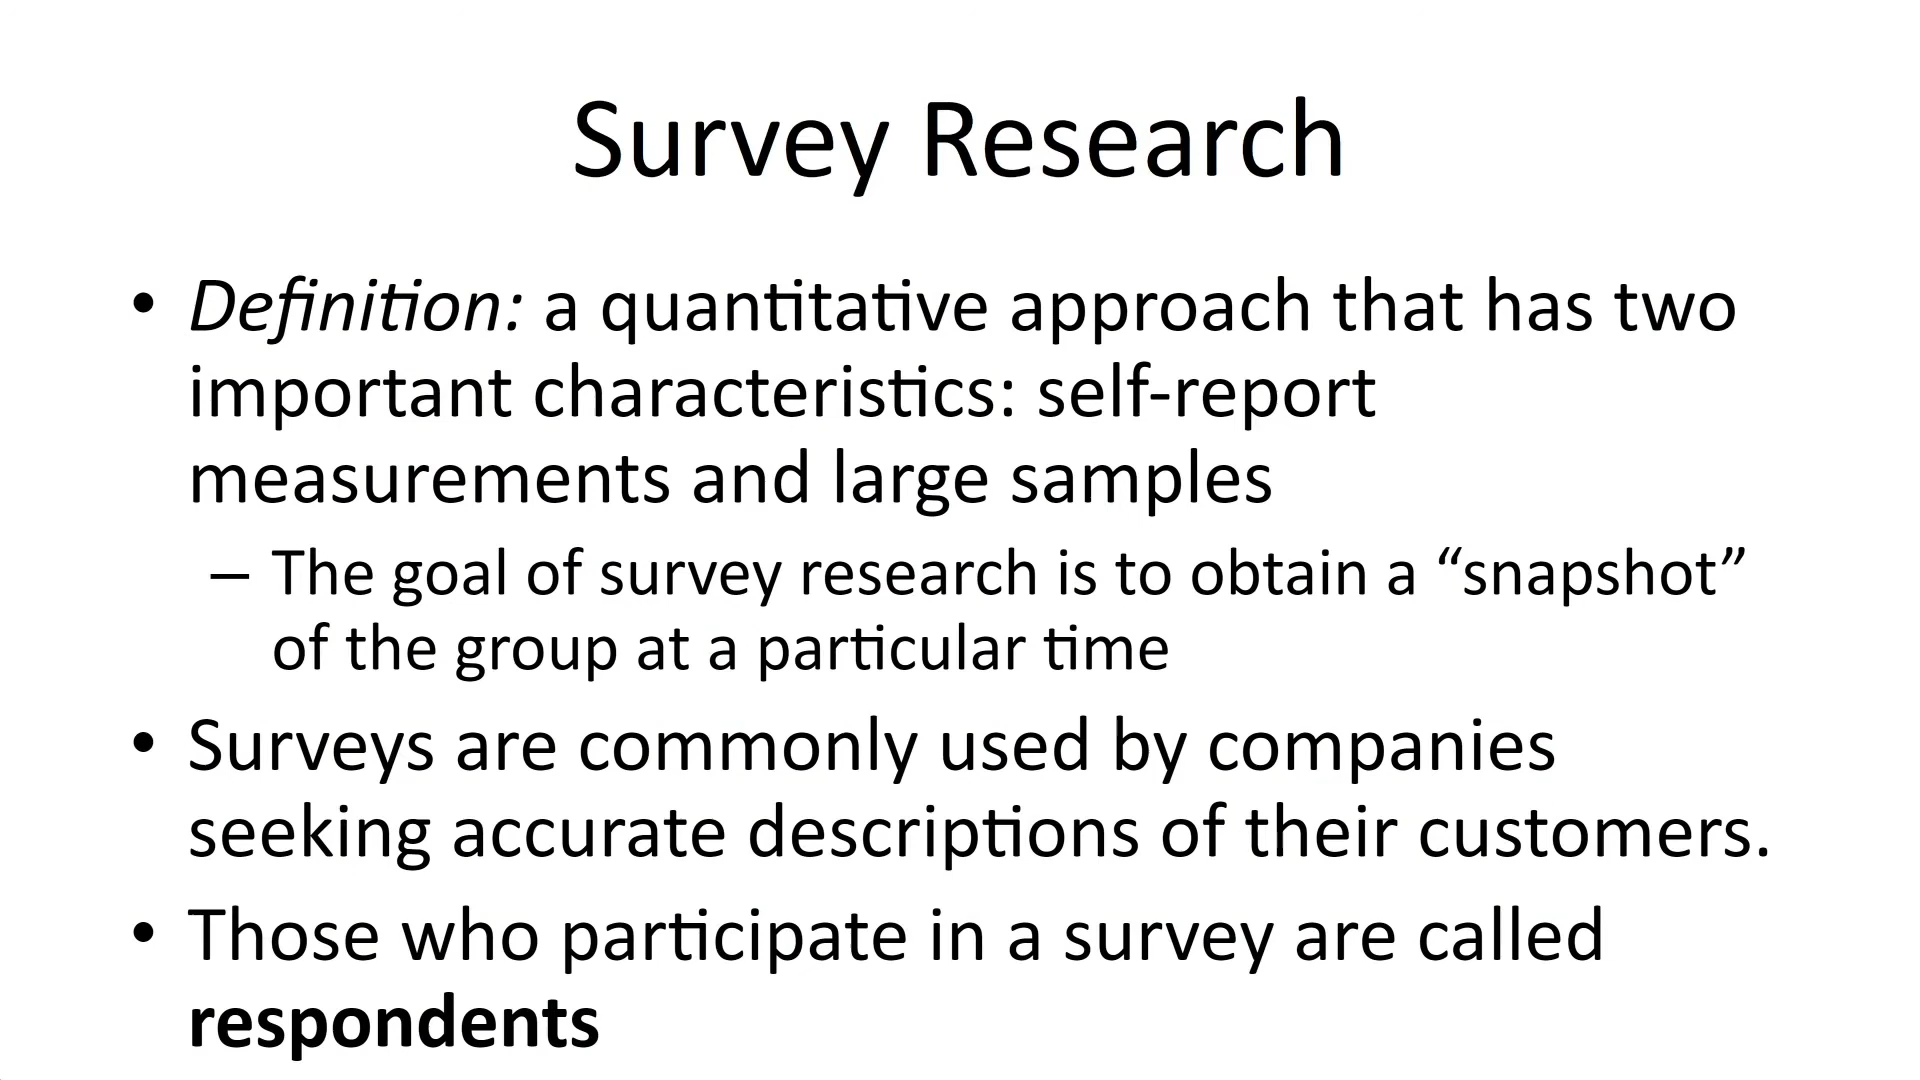 Survey Research
• Definition: a quantitative approach that has two
important characteristics: self-report
measurements and large samples
– The goal of survey research is to obtain a “snapshot”
of the group at a particular time
• Surveys are commonly used by companies
seeking accurate descriptions of their customers.
• Those who participate in a survey are called
respondents